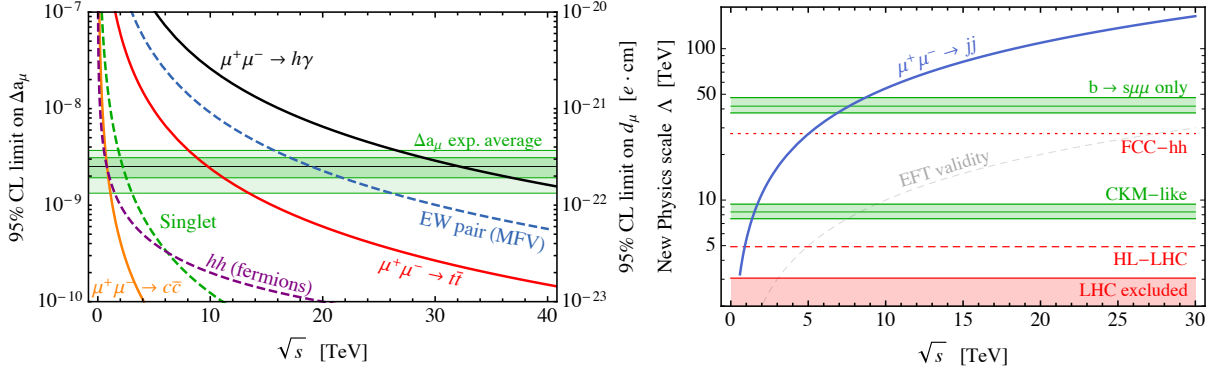 95% CL limit on Δaμ
10⁻⁷
10⁻⁸
10⁻⁹
10⁻¹⁰
μ⁺μ⁻ → hγ
Δaμ exp. average
Singlet
EW pair (MFV)
hh (fermions)
μ⁺μ⁻ → tt̄
μ⁺μ⁻ → cc̄
0 10 20 30 40
√s [TeV]
10⁻²⁰
10⁻²¹
10⁻²²
10⁻²³
95% CL limit on dμ [e · cm]
New Physics scale Λ [TeV]
100
50
10
5
μ⁺μ⁻ → jj
b → sμμ only
FCC−hh
EFT validity
CKM−like
HL−LHC
LHC excluded
0 5 10 15 20 25 30
√s [TeV]